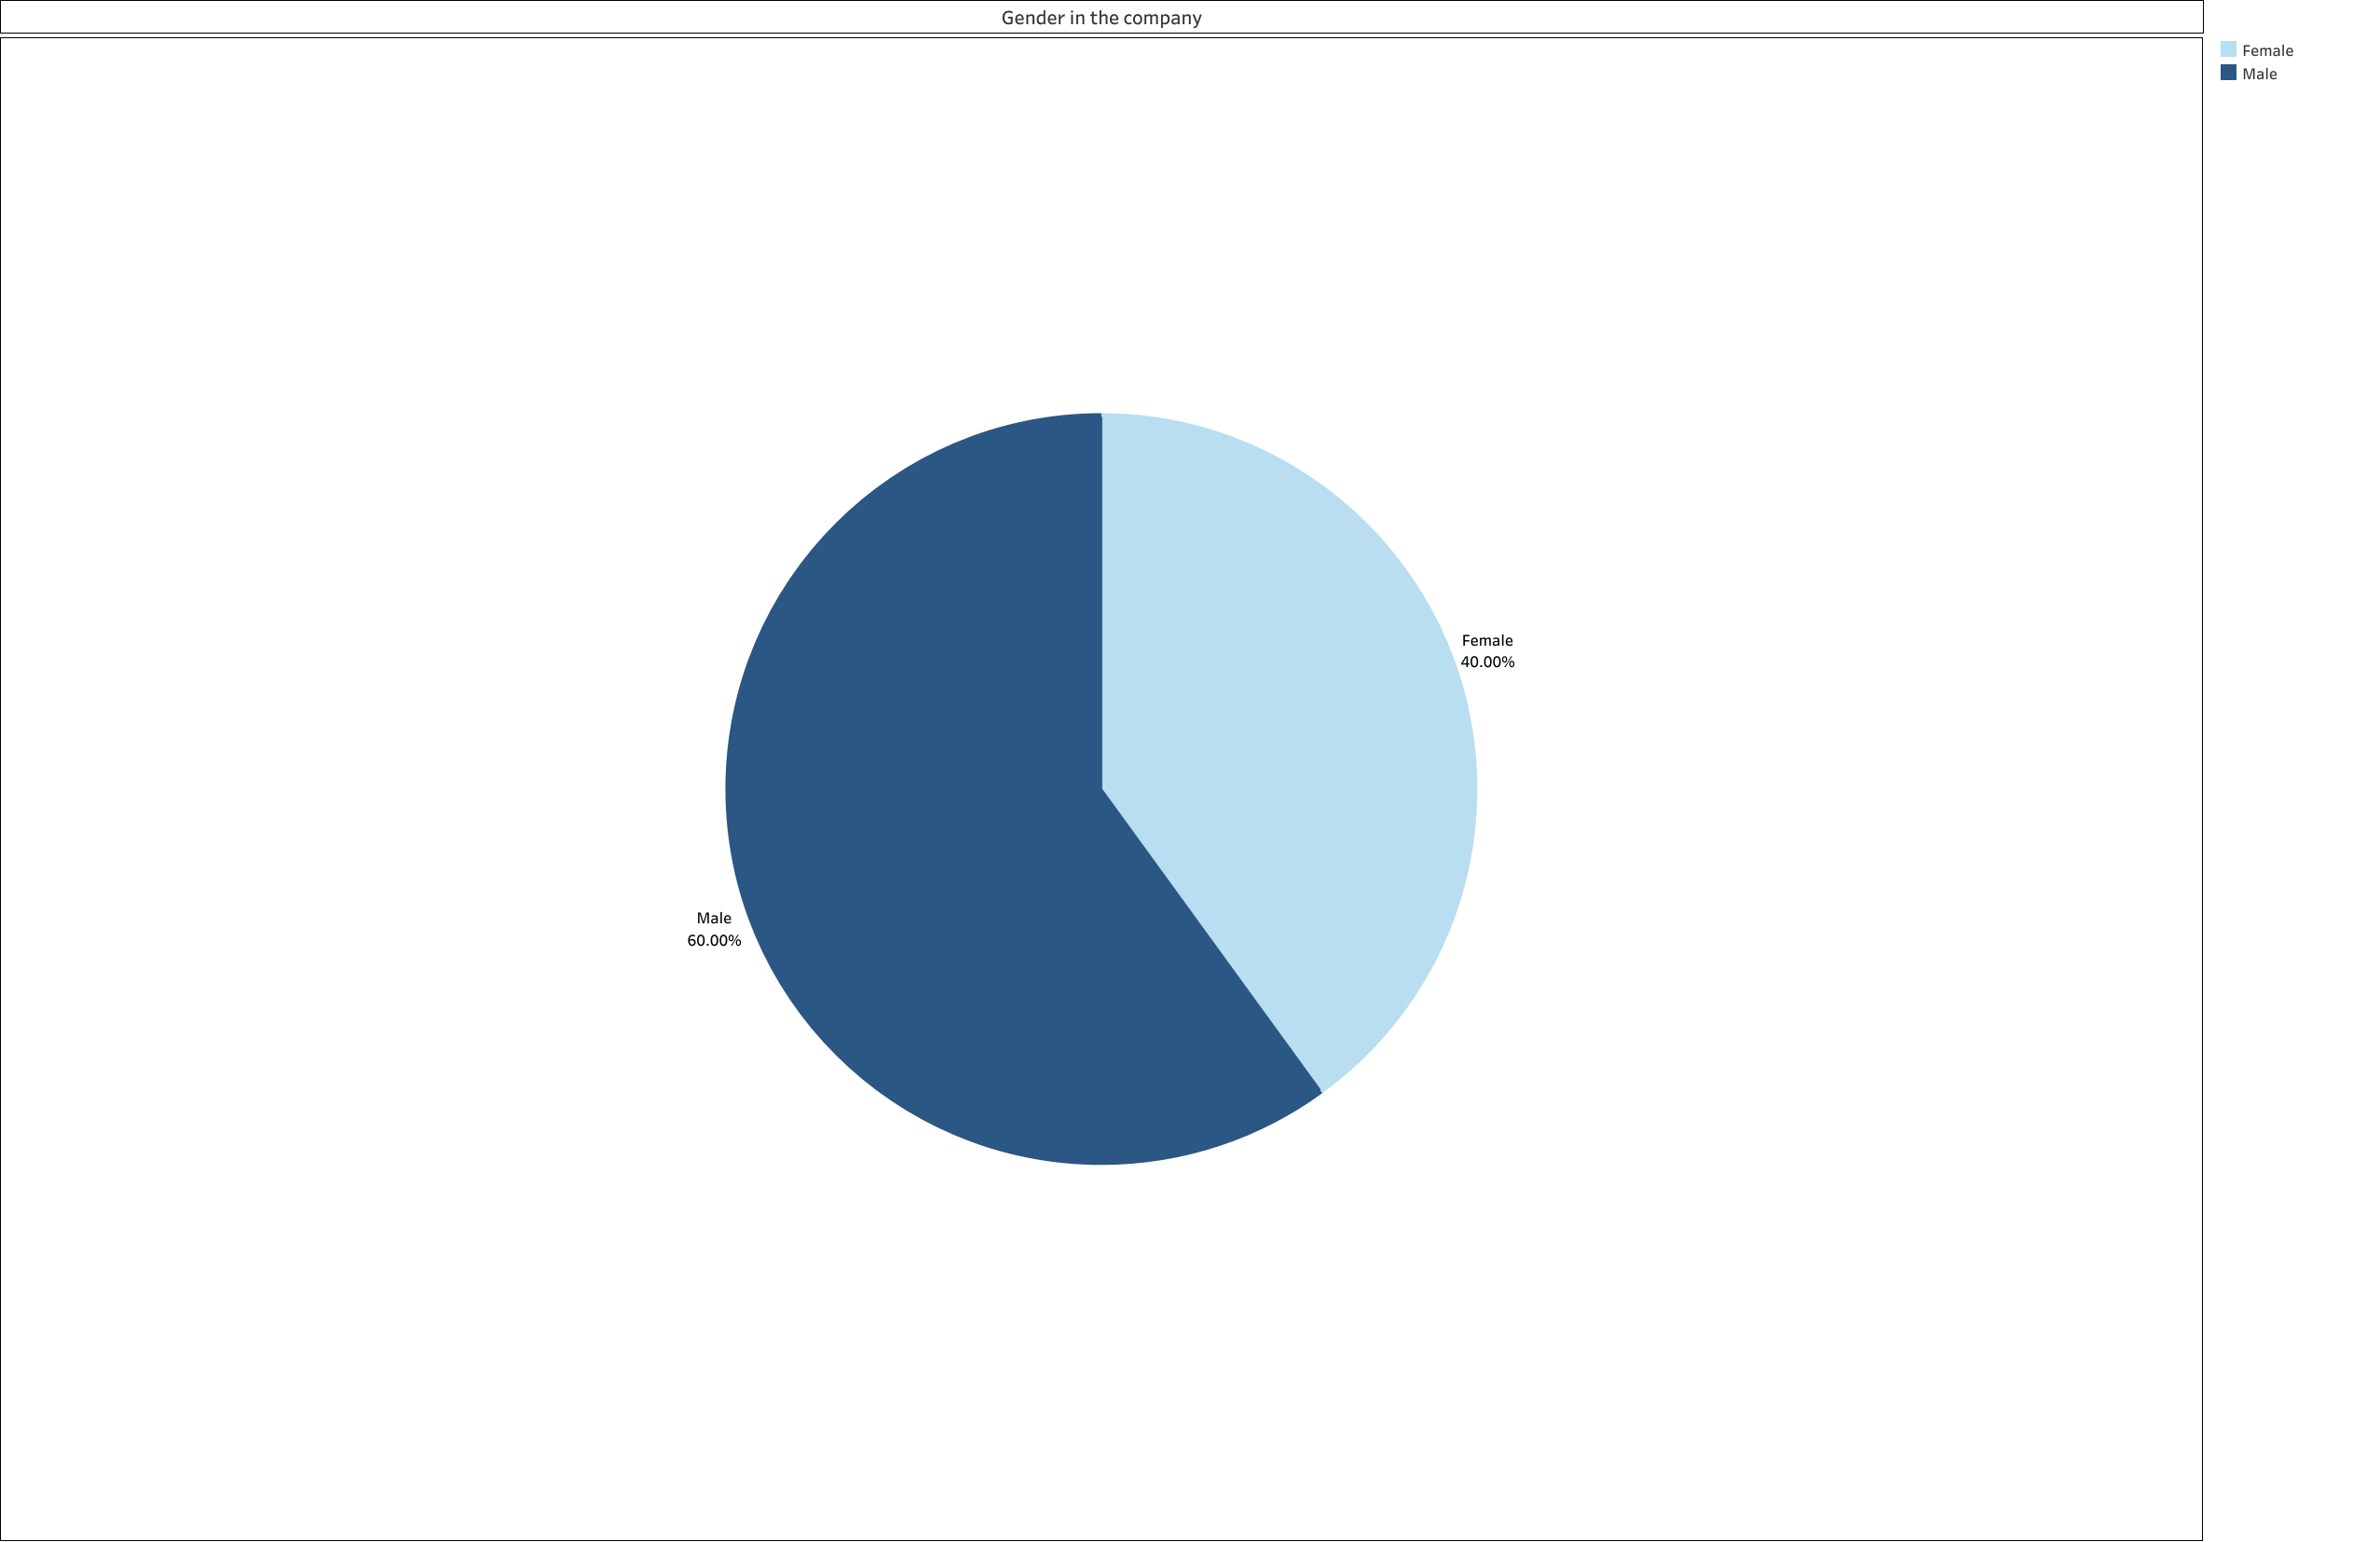 Gender in the company
Female
Male
Female
40.00%
Male
60.00%